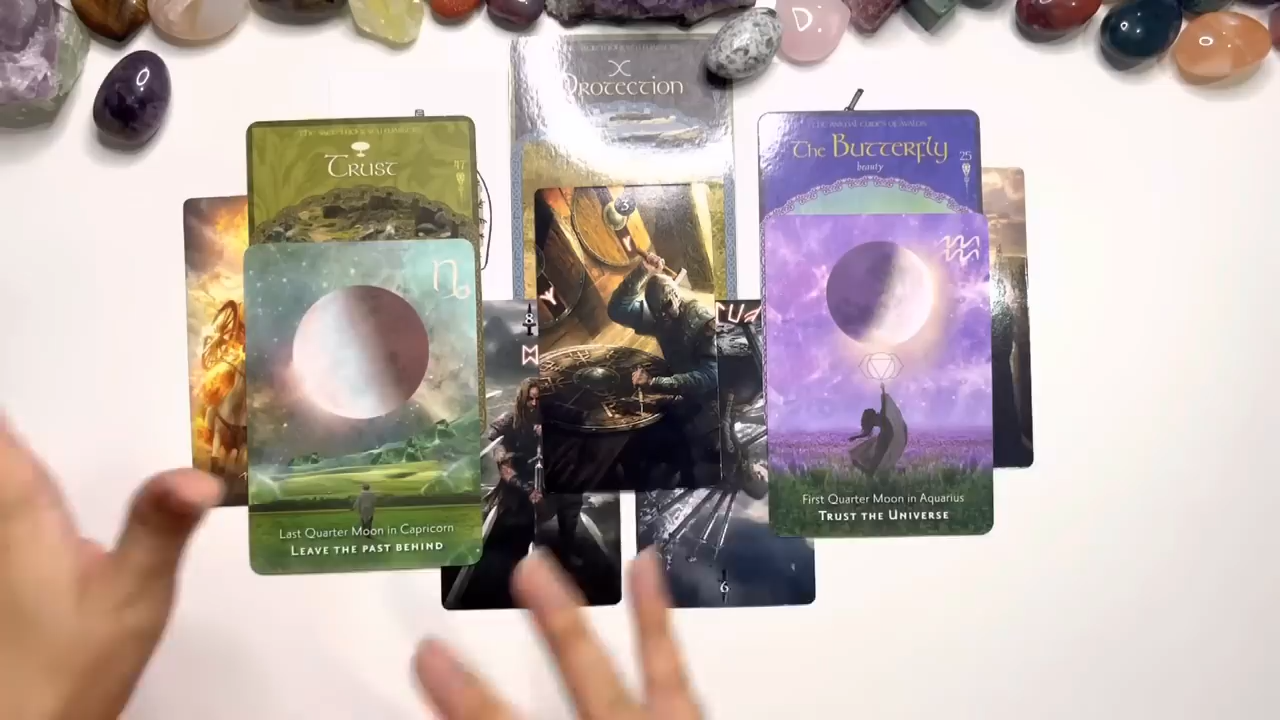 Protection
Trust
47
The Butterfly
beauty
25
3
8
Last Quarter Moon in Capricorn
Leave the past behind
First Quarter Moon in Aquarius
Trust the Universe